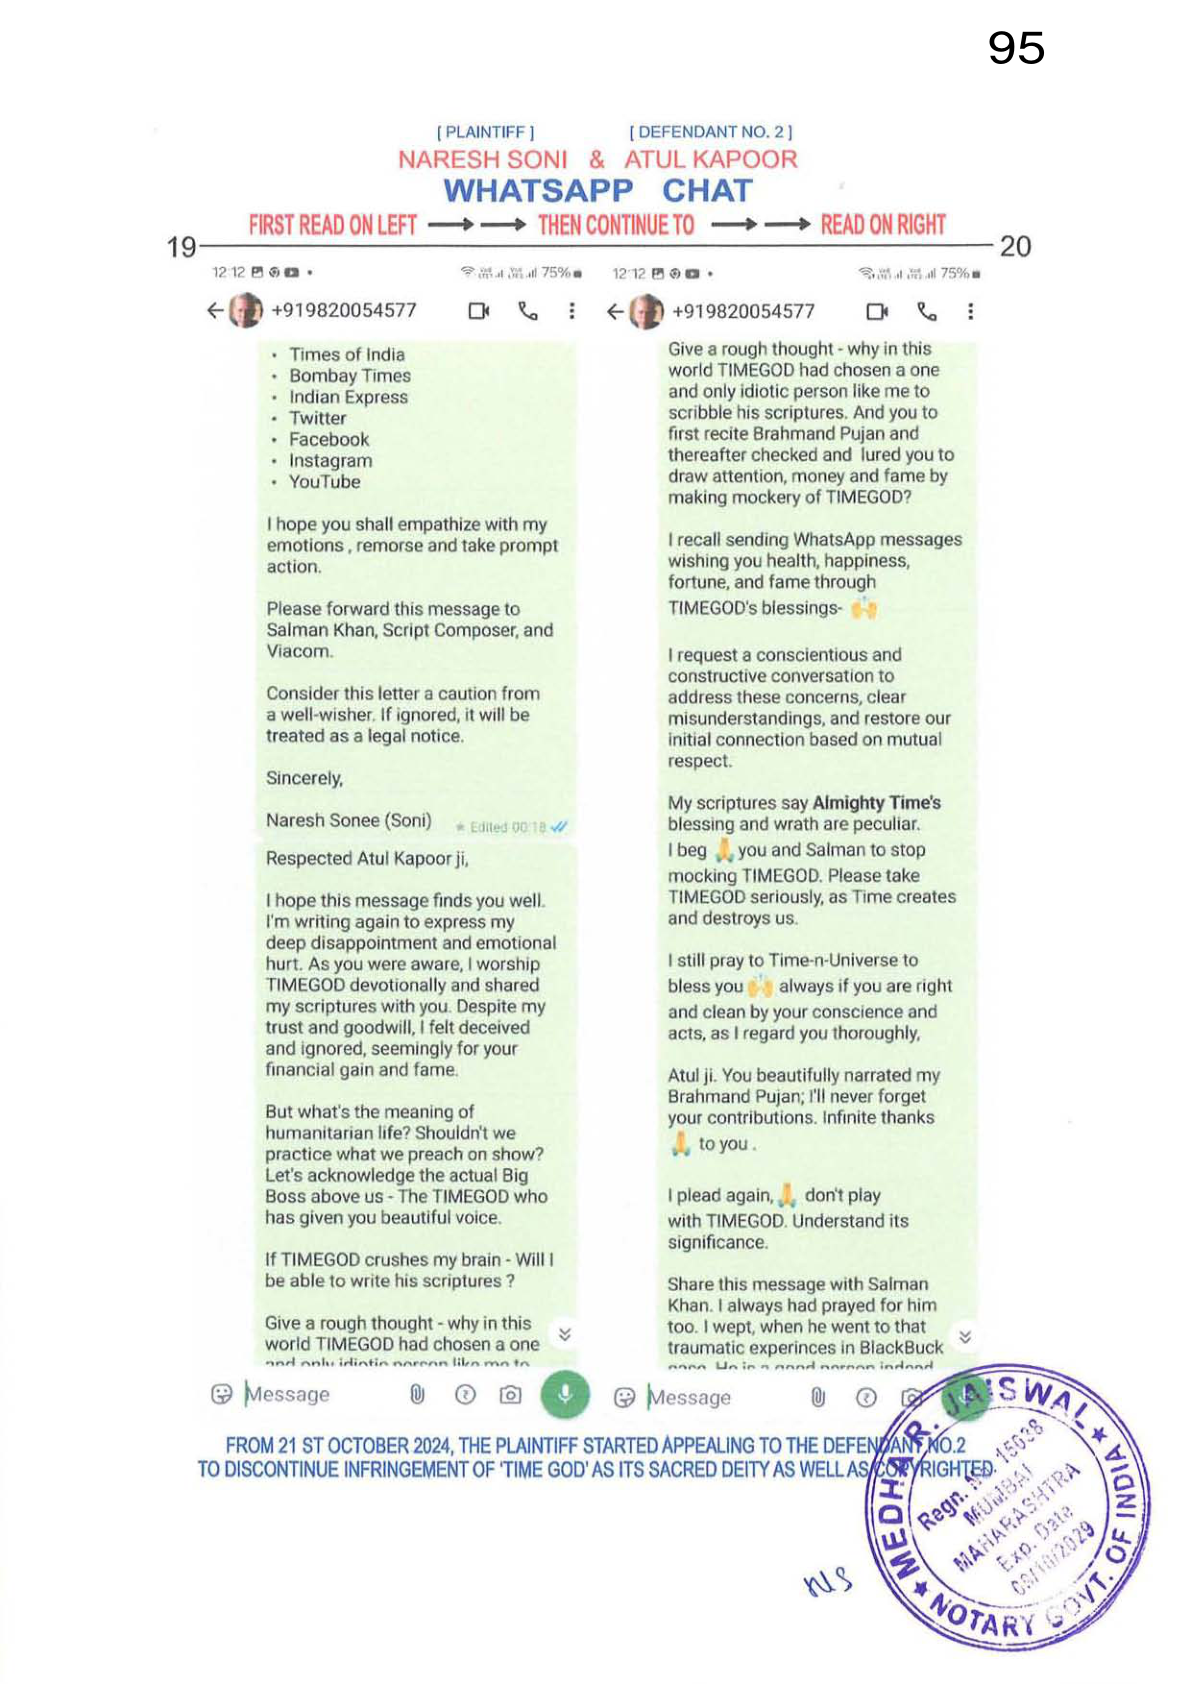 95
[ PLAINTIFF ] [ DEFENDANT NO. 2 ]
NARESH SONI & ATUL KAPOOR
WHATSAPP CHAT
FIRST READ ON LEFT THEN CONTINUE TO READ ON RIGHT
19
20
12:12 75%
+919820054577
• Times of India
• Bombay Times
• Indian Express
• Twitter
• Facebook
• Instagram
• YouTube
I hope you shall empathize with my
emotions , remorse and take prompt
action.
Please forward this message to
Salman Khan, Script Composer, and
Viacom.
Consider this letter a caution from
a well-wisher. If ignored, it will be
treated as a legal notice.
Sincerely,
Naresh Sonee (Soni) Edited 00:18
Respected Atul Kapoor ji,
I hope this message finds you well.
I'm writing again to express my
deep disappointment and emotional
hurt. As you were aware, I worship
TIMEGOD devotionally and shared
my scriptures with you. Despite my
trust and goodwill, I felt deceived
and ignored, seemingly for your
financial gain and fame.
But what's the meaning of
humanitarian life? Shouldn't we
practice what we preach on show?
Let's acknowledge the actual Big
Boss above us - The TIMEGOD who
has given you beautiful voice.
If TIMEGOD crushes my brain - Will I
be able to write his scriptures ?
Give a rough thought - why in this
world TIMEGOD had chosen a one
and only idiotic person like me to
Message
12:12 75%
+919820054577
Give a rough thought - why in this
world TIMEGOD had chosen a one
and only idiotic person like me to
scribble his scriptures. And you to
first recite Brahmand Pujan and
thereafter checked and lured you to
draw attention, money and fame by
making mockery of TIMEGOD?
I recall sending WhatsApp messages
wishing you health, happiness,
fortune, and fame through
TIMEGOD's blessings- 🙌
I request a conscientious and
constructive conversation to
address these concerns, clear
misunderstandings, and restore our
initial connection based on mutual
respect.
My scriptures say Almighty Time's
blessing and wrath are peculiar.
I beg 🙏 you and Salman to stop
mocking TIMEGOD. Please take
TIMEGOD seriously, as Time creates
and destroys us.
I still pray to Time-n-Universe to
bless you 🙌 always if you are right
and clean by your conscience and
acts, as I regard you thoroughly,
Atul ji. You beautifully narrated my
Brahmand Pujan; I'll never forget
your contributions. Infinite thanks
🙏 to you .
I plead again, 🙏 don't play
with TIMEGOD. Understand its
significance.
Share this message with Salman
Khan. I always had prayed for him
too. I wept, when he went to that
traumatic experinces in BlackBuck
case. He is a good person indeed
Message
FROM 21 ST OCTOBER 2024, THE PLAINTIFF STARTED APPEALING TO THE DEFENDANT NO.2
TO DISCONTINUE INFRINGEMENT OF 'TIME GOD' AS ITS SACRED DEITY AS WELL AS COPYRIGHTED.
MEDHA R. JAISWAL
NOTARY GOVT. OF INDIA
Regn. No. 15038
MUMBAI
MAHARASHTRA
Exp. Date
NS